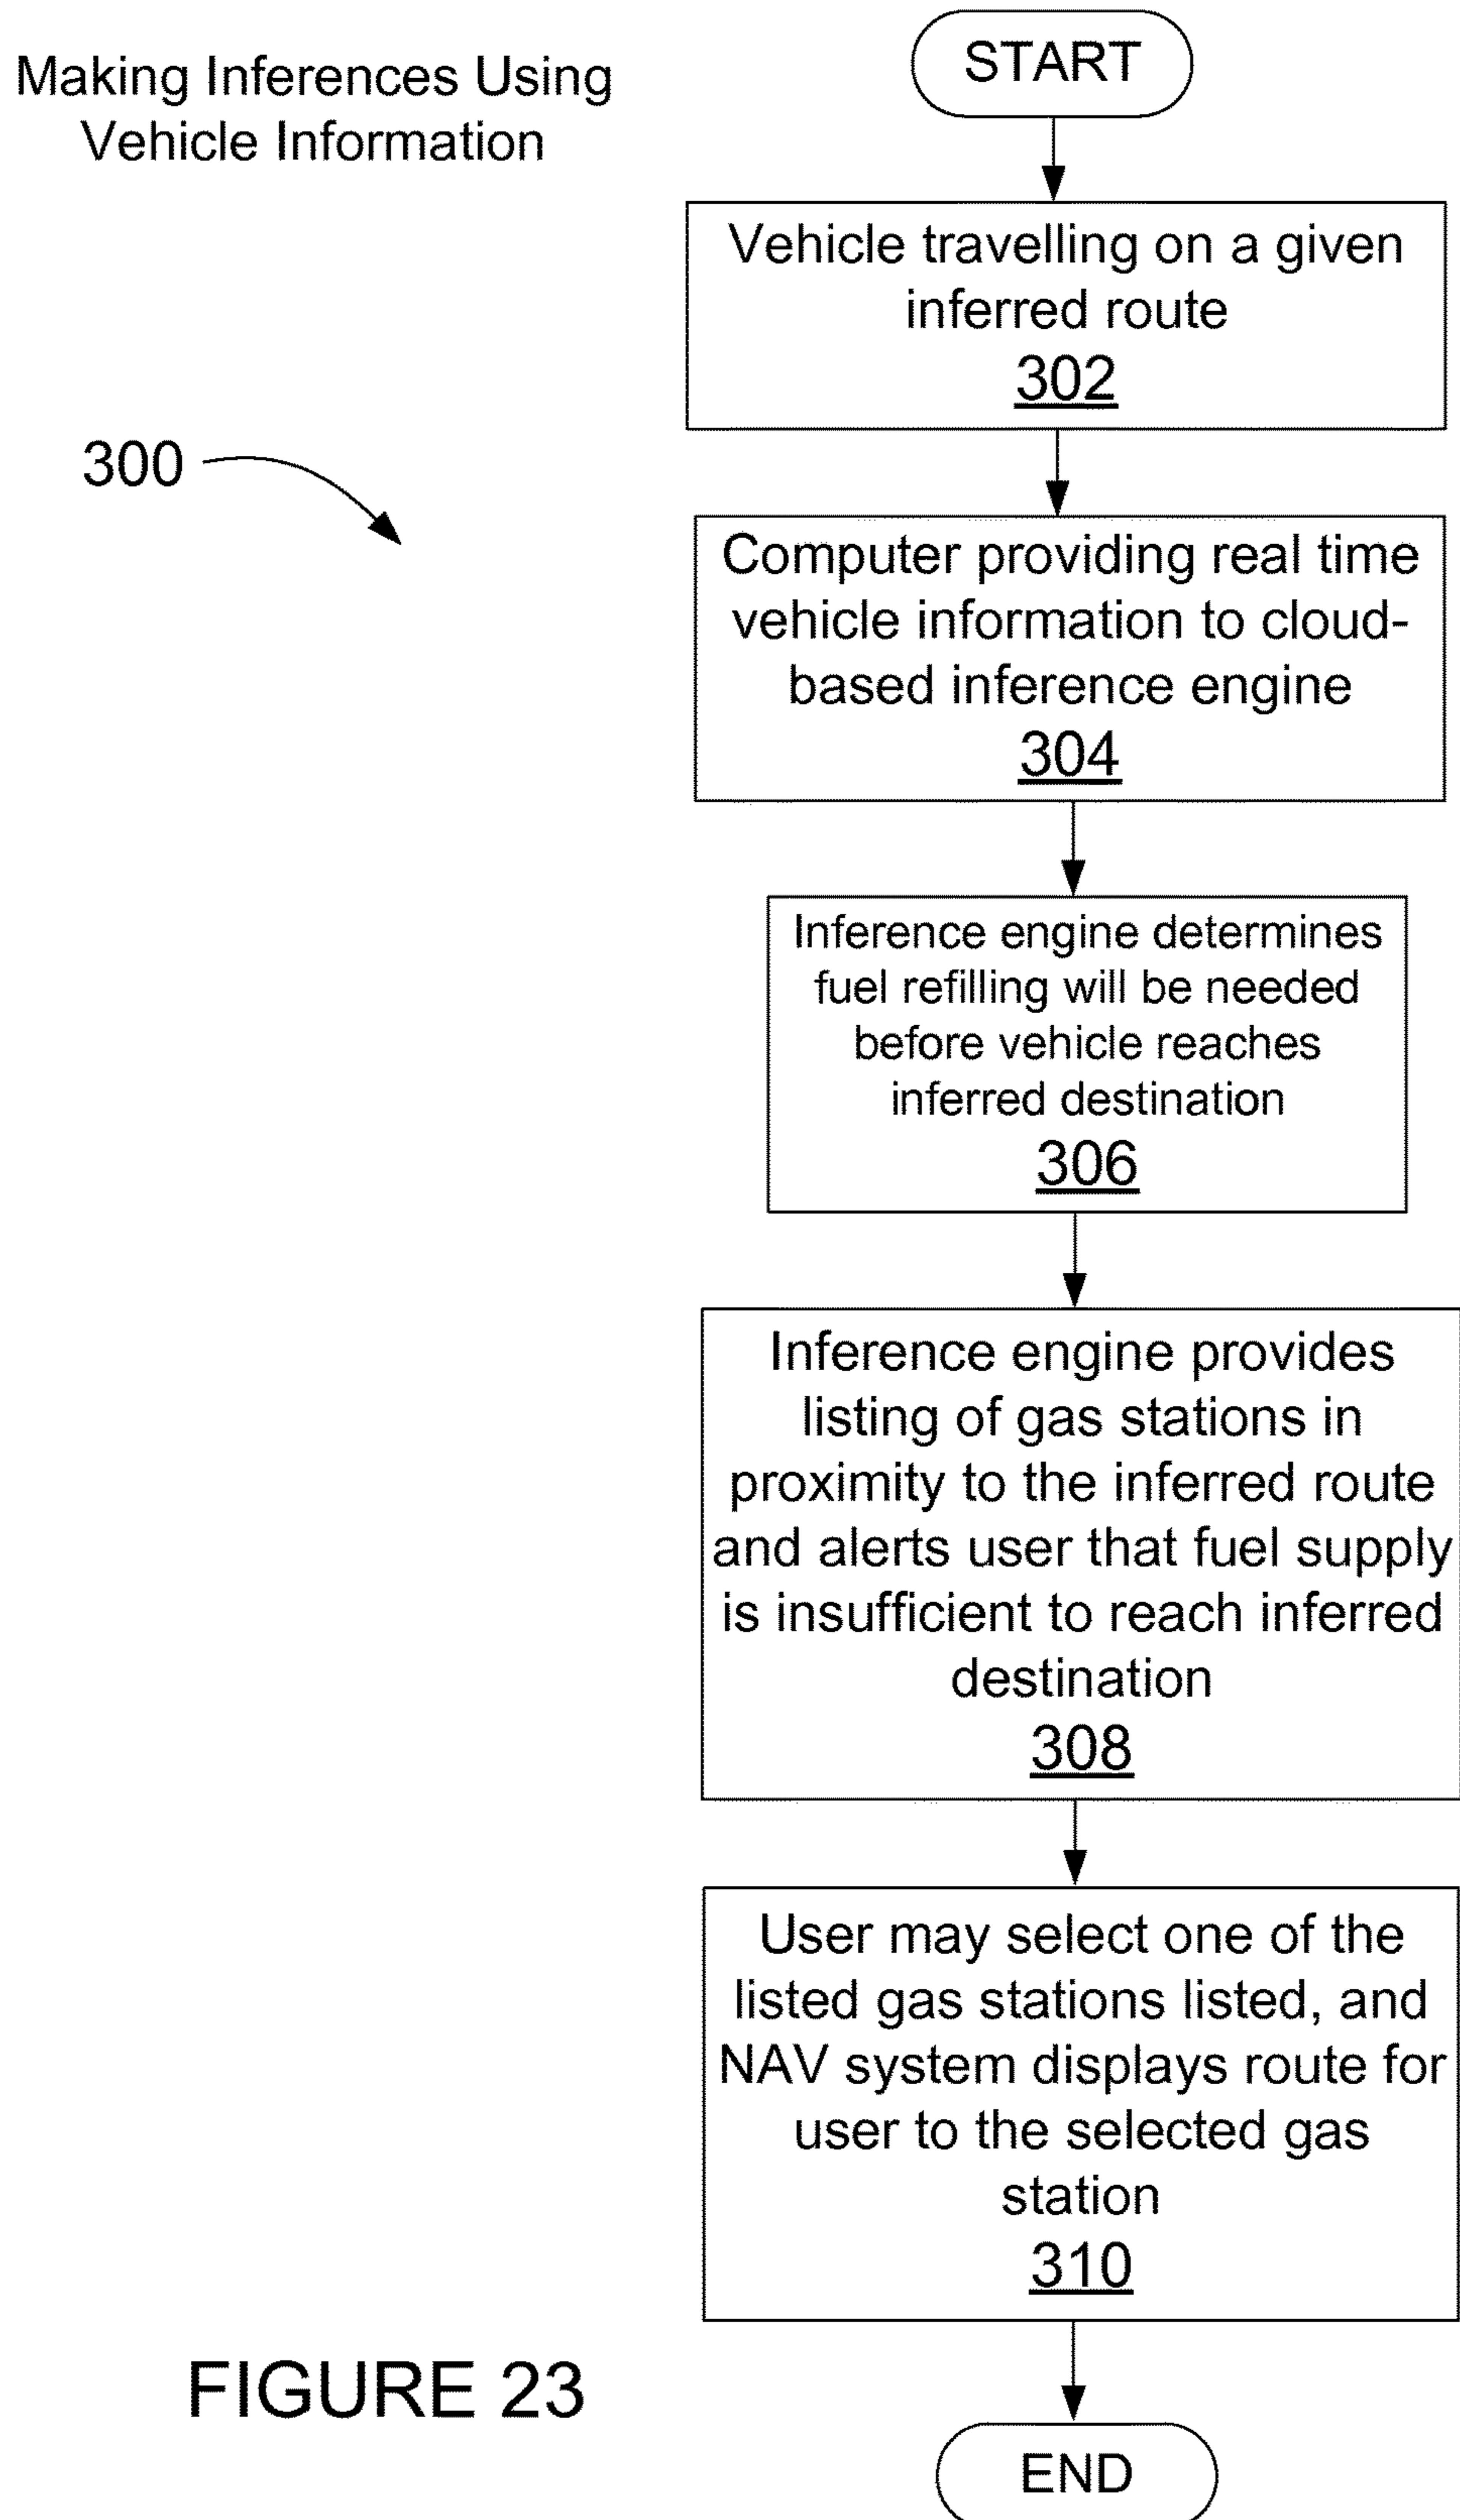 Making Inferences Using
Vehicle Information
START
Vehicle travelling on a given
inferred route
302
300
Computer providing real time
vehicle information to cloud-
based inference engine
304
Inference engine determines
fuel refilling will be needed
before vehicle reaches
inferred destination
306
Inference engine provides
listing of gas stations in
proximity to the inferred route
and alerts user that fuel supply
is insufficient to reach inferred
destination
308
User may select one of the
listed gas stations listed, and
NAV system displays route for
user to the selected gas
station
310
FIGURE 23
END